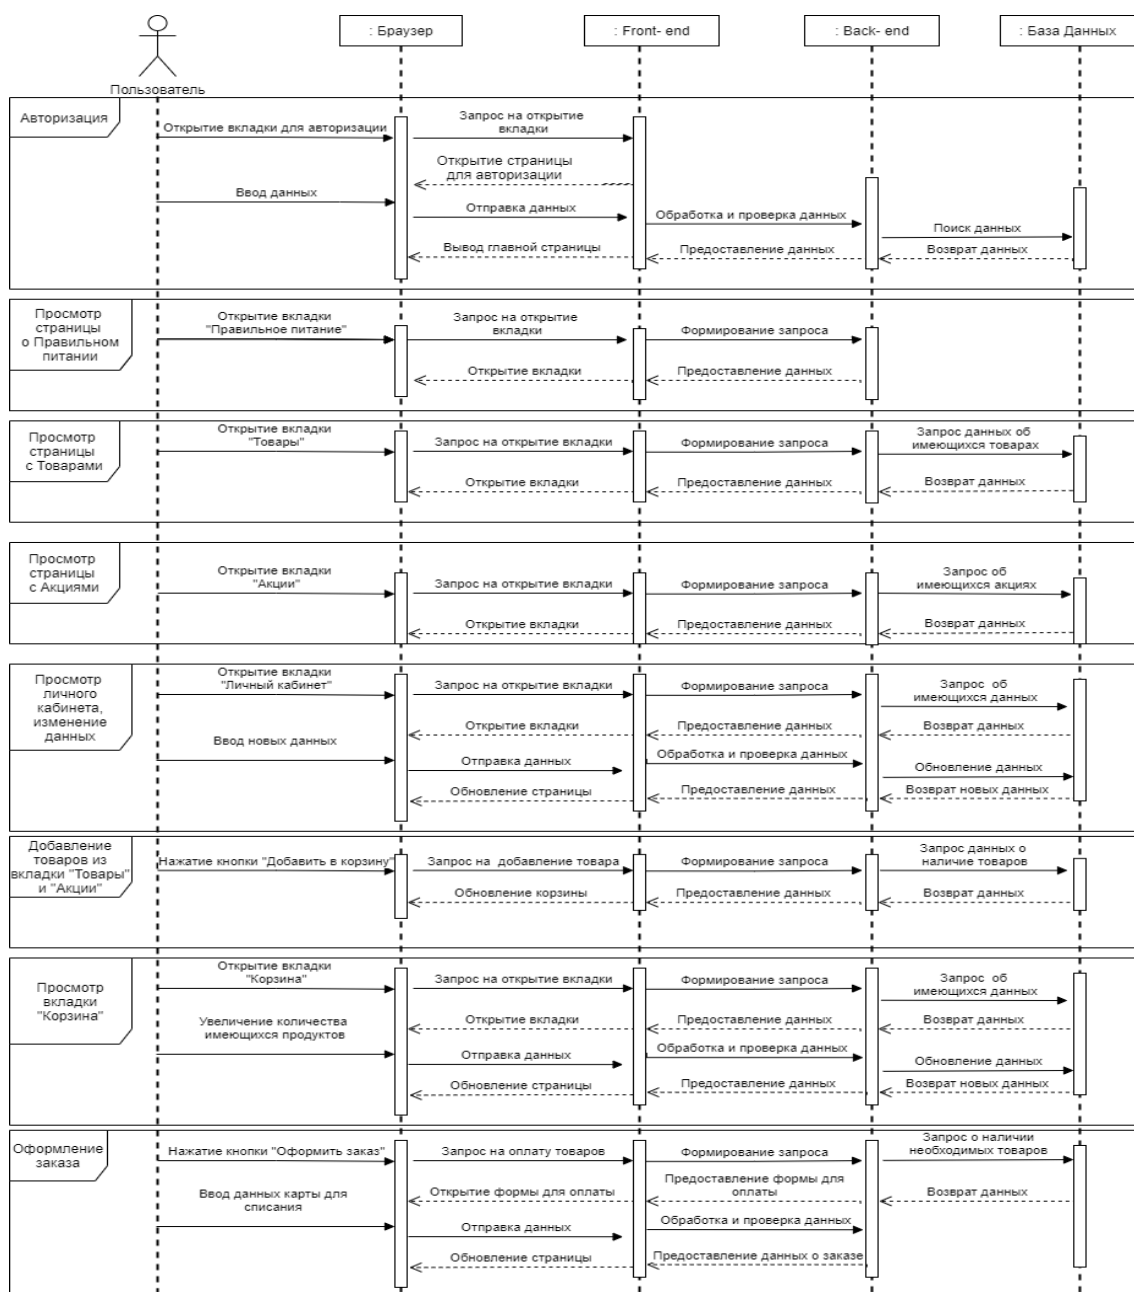 : Браузер
: Front- end
: Back- end
: База Данных
Пользователь
Авторизация
Открытие вкладки для авторизации
Запрос на открытие
вкладки
Открытие страницы
для авторизации
Ввод данных
Отправка данных
Обработка и проверка данных
Поиск данных
Вывод главной страницы
Предоставление данных
Возврат данных
Просмотр
страницы
о Правильном
питании
Открытие вкладки
"Правильное питание"
Запрос на открытие
вкладки
Формирование запроса
Открытие вкладки
Предоставление данных
Просмотр
страницы
с Товарами
Открытие вкладки
"Товары"
Запрос на открытие вкладки
Формирование запроса
Запрос данных об
имеющихся товарах
Открытие вкладки
Предоставление данных
Возврат данных
Просмотр
страницы
с Акциями
Открытие вкладки
"Акции"
Запрос на открытие вкладки
Формирование запроса
Запрос об
имеющихся акциях
Открытие вкладки
Предоставление данных
Возврат данных
Просмотр
личного
кабинета,
изменение
данных
Открытие вкладки
"Личный кабинет"
Запрос на открытие вкладки
Формирование запроса
Запрос об
имеющихся данных
Открытие вкладки
Предоставление данных
Возврат данных
Ввод новых данных
Отправка данных
Обработка и проверка данных
Обновление данных
Обновление страницы
Предоставление данных
Возврат новых данных
Добавление
товаров из
вкладки "Товары"
и "Акции"
Нажатие кнопки "Добавить в корзину"
Запрос на добавление товара
Формирование запроса
Запрос данных о
наличие товаров
Обновление корзины
Предоставление данных
Возврат данных
Просмотр
вкладки
"Корзина"
Открытие вкладки
"Корзина"
Запрос на открытие вкладки
Формирование запроса
Запрос об
имеющихся данных
Открытие вкладки
Предоставление данных
Возврат данных
Увеличение количества
имеющихся продуктов
Отправка данных
Обработка и проверка данных
Обновление данных
Обновление страницы
Предоставление данных
Возврат новых данных
Оформление
заказа
Нажатие кнопки "Оформить заказ"
Запрос на оплату товаров
Формирование запроса
Запрос о наличии
необходимых товаров
Открытие формы для оплаты
Предоставление формы для
оплаты
Возврат данных
Ввод данных карты для
списания
Отправка данных
Обработка и проверка данных
Обновление страницы
Предоставление данных о заказе